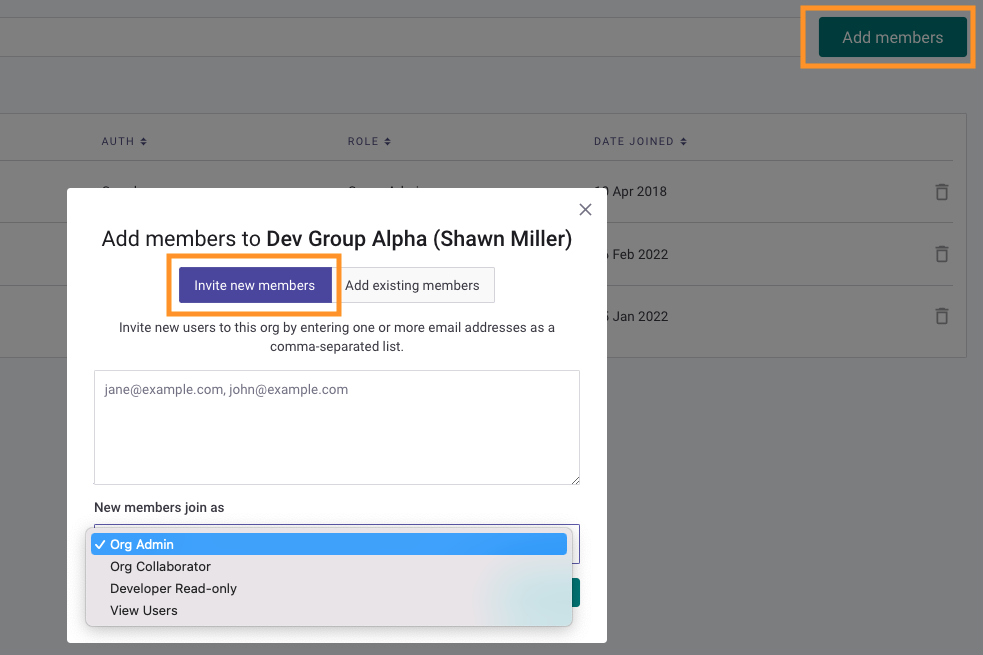 Add members
AUTH
ROLE
DATE JOINED
Apr 2018
Add members to Dev Group Alpha (Shawn Miller)
Feb 2022
Invite new members
Add existing members
Jan 2022
Invite new users to this org by entering one or more email addresses as a
comma-separated list.
jane@example.com, john@example.com
New members join as
Org Admin
Org Collaborator
Developer Read-only
View Users